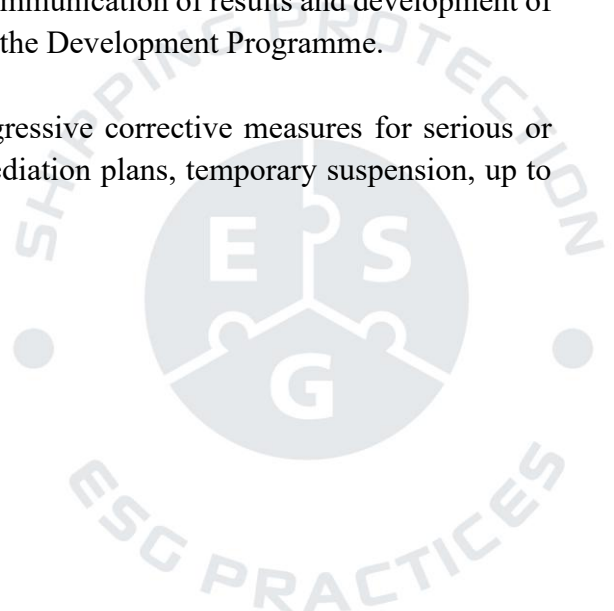 mmunication of results and development of
the Development Programme.
gressive corrective measures for serious or
ediation plans, temporary suspension, up to
SHIPPING PROTECTION
E S
G
ESG PRACTICES